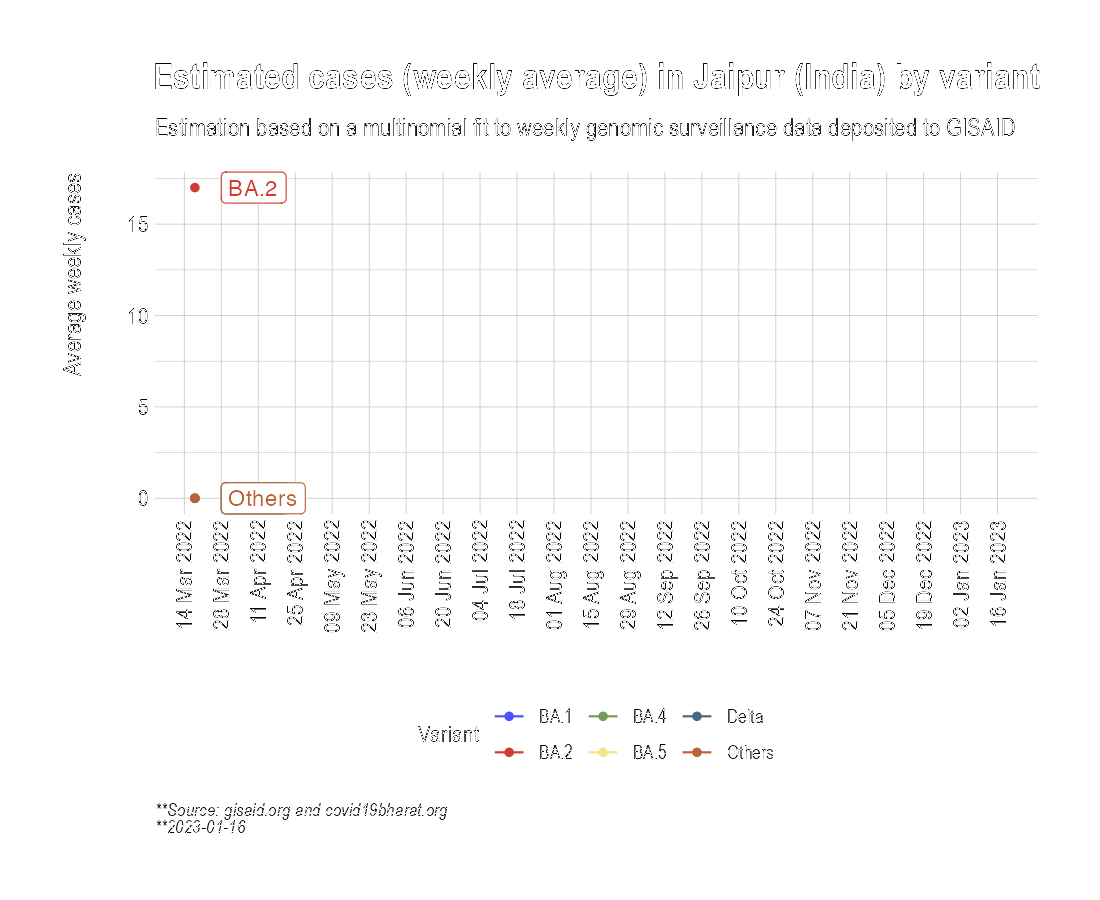 Estimated cases (weekly average) in Jaipur (India) by variant
Estimation based on a multinomial fit to weekly genomic surveillance data deposited to GISAID
Average weekly cases
15
10
5
0
BA.2
Others
14 Mar 2022
28 Mar 2022
11 Apr 2022
25 Apr 2022
09 May 2022
23 May 2022
06 Jun 2022
20 Jun 2022
04 Jul 2022
18 Jul 2022
01 Aug 2022
15 Aug 2022
29 Aug 2022
12 Sep 2022
26 Sep 2022
10 Oct 2022
24 Oct 2022
07 Nov 2022
21 Nov 2022
05 Dec 2022
19 Dec 2022
02 Jan 2023
16 Jan 2023
Variant
BA.1
BA.4
Delta
BA.2
BA.5
Others
**Source: gisaid.org and covid19bharat.org
**2023-01-16